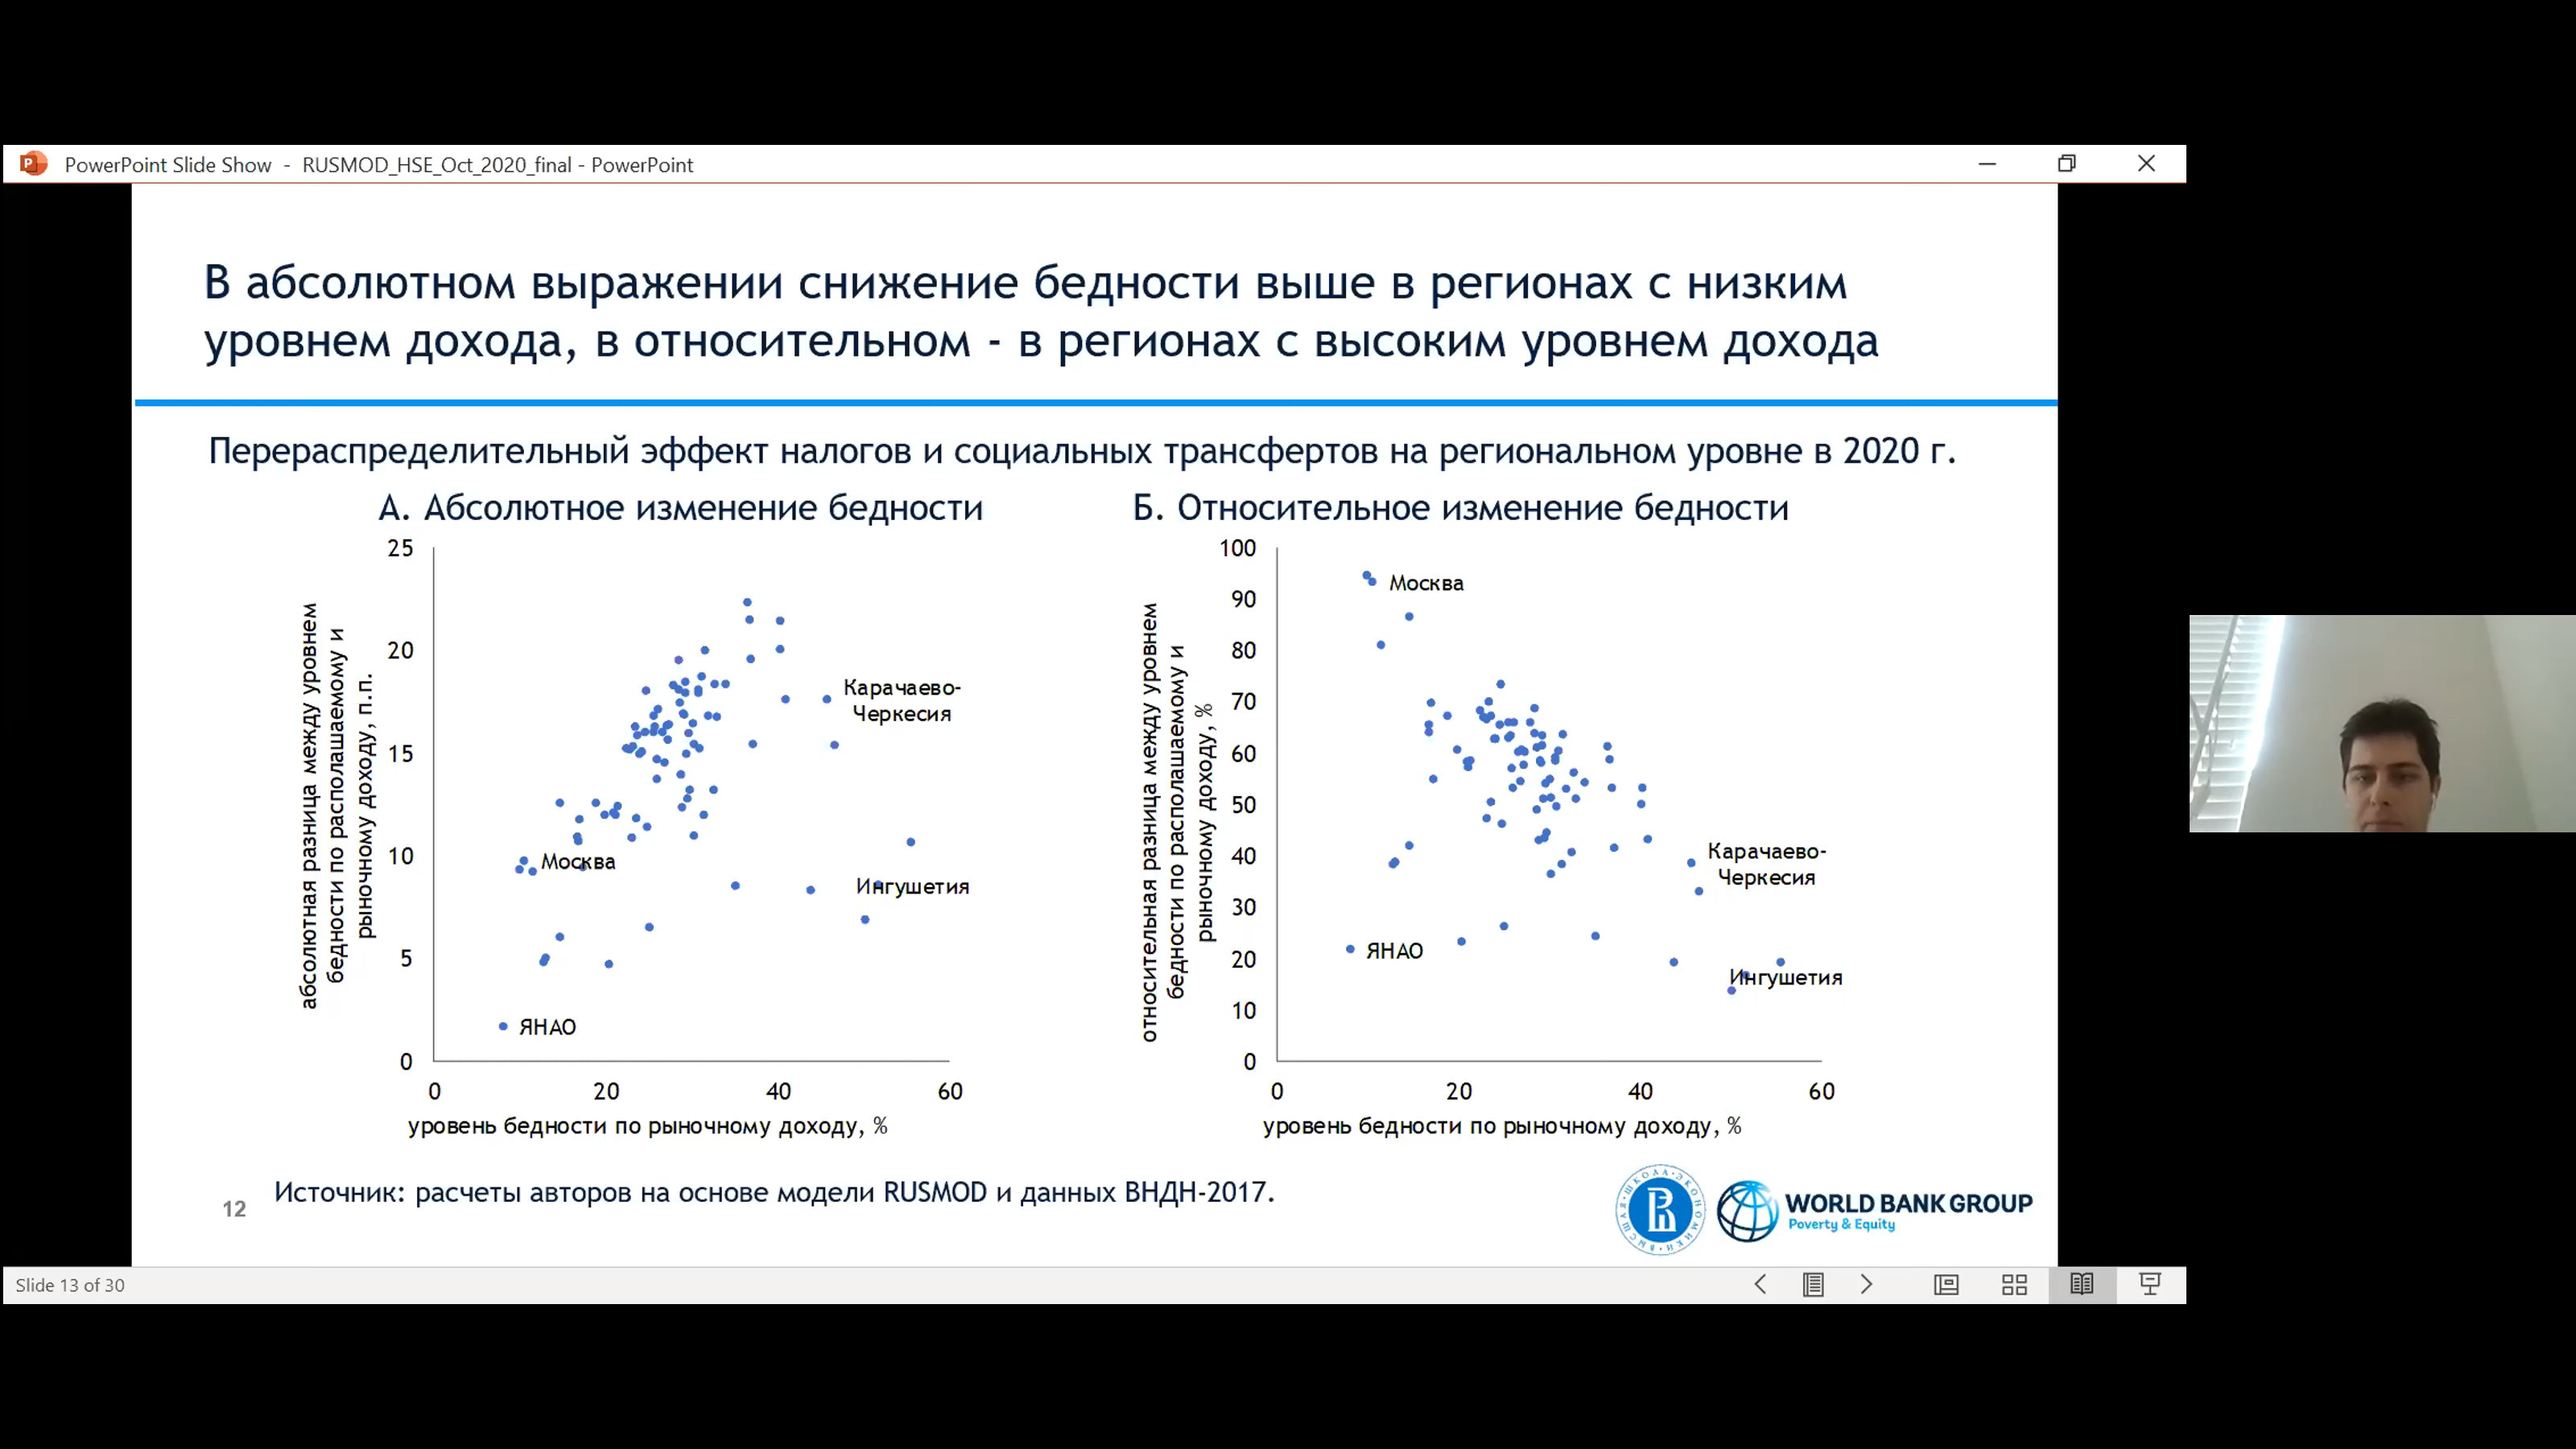 PowerPoint Slide Show - RUSMOD_HSE_Oct_2020_final - PowerPoint
В абсолютном выражении снижение бедности выше в регионах с низким
уровнем дохода, в относительном - в регионах с высоким уровнем дохода
Перераспределительный эффект налогов и социальных трансфертов на региональном уровне в 2020 г.
А. Абсолютное изменение бедности
абсолютная разница между уровнем
бедности по располашаемому и
рыночному доходу, п.п.
25
20
15
10
5
0
Карачаево-
Черкесия
Москва
Ингушетия
ЯНАО
0 20 40 60
уровень бедности по рыночному доходу, %
Б. Относительное изменение бедности
относительная разница между уровнем
бедности по располашаемому и
рыночному доходу, %
100
90
80
70
60
50
40
30
20
10
0
Москва
Карачаево-
Черкесия
ЯНАО
Ингушетия
0 20 40 60
уровень бедности по рыночному доходу, %
12
Источник: расчеты авторов на основе модели RUSMOD и данных ВНДН-2017.
WORLD BANK GROUP
Poverty & Equity
Slide 13 of 30